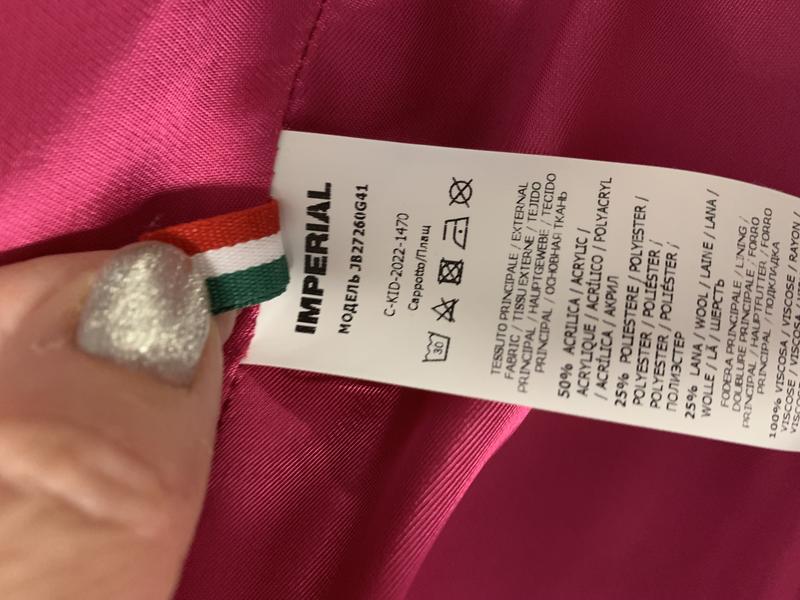 IMPERIAL
МОДЕЛЬ JB27260G41
C-KID-2022-1470
Cappotto/Плащ
30
TESSUTO PRINCIPALE / EXTERNAL
FABRIC / TISSU EXTERNE / TEJIDO
PRINCIPAL / HAUPTGEWEBE / TECIDO
PRINCIPAL / ОСНОВНАЯ ТКАНЬ
50% ACRILICA / ACRYLIC /
ACRYLIQUE / ACRÍLICO / POLYACRYL
/ ACRÍLICA / АКРИЛ
25% POLIESTERE / POLYESTER /
POLYESTER / POLIÉSTER /
POLYESTER / POLIÉSTER /
ПОЛИЭСТЕР
25% LANA / WOOL / LAINE / LANA /
WOLLE / LÃ / ШЕРСТЬ
FODERA PRINCIPALE / LINING /
DOUBLURE PRINCIPALE / FORRO
PRINCIPAL / HAUPTFUTTER / FORRO
PRINCIPAL / ПОДКЛАДКА
100% VISCOSA / VISCOSE / RAYON /
VISCOSE / VISCOSA